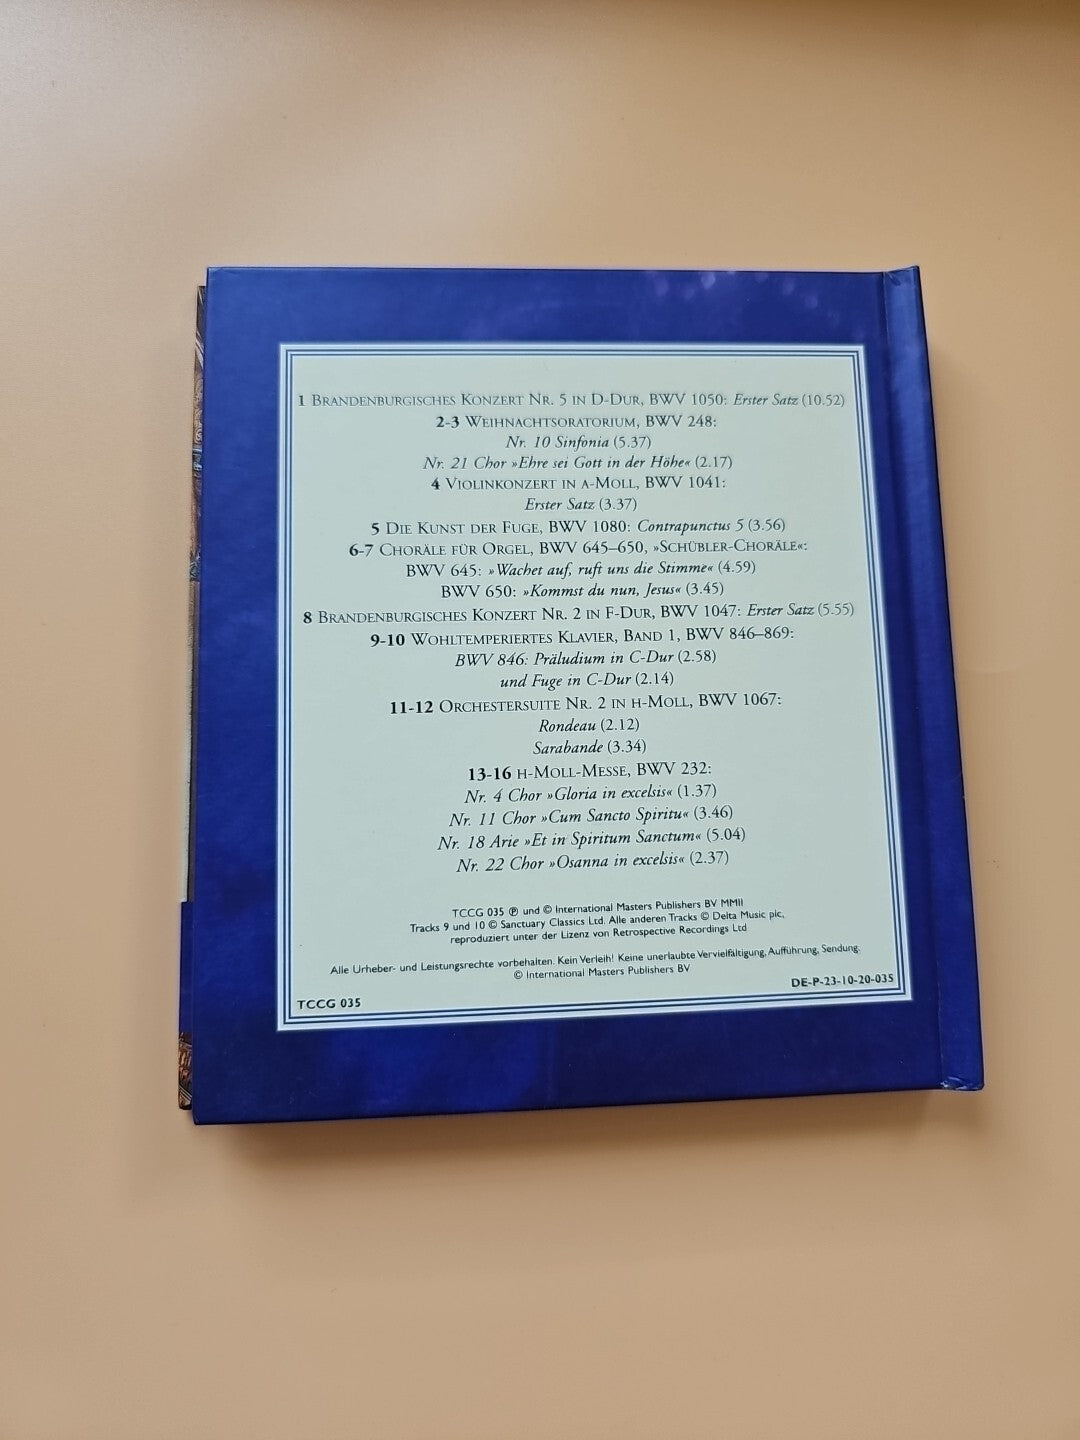 1 Brandenburgisches Konzert Nr. 5 in D-Dur, BWV 1050: Erster Satz (10.52)
2-3 Weihnachtsoratorium, BWV 248:
Nr. 10 Sinfonia (5.37)
Nr. 21 Chor »Ehre sei Gott in der Höhe« (2.17)
4 Violinkonzert in a-Moll, BWV 1041:
Erster Satz (3.37)
5 Die Kunst der Fuge, BWV 1080: Contrapunctus 5 (3.56)
6-7 Choräle für Orgel, BWV 645–650, »Schübler-Choräle«:
BWV 645: »Wachet auf, ruft uns die Stimme« (4.59)
BWV 650: »Kommst du nun, Jesus« (3.45)
8 Brandenburgisches Konzert Nr. 2 in F-Dur, BWV 1047: Erster Satz (5.55)
9-10 Wohltemperiertes Klavier, Band 1, BWV 846–869:
BWV 846: Präludium in C-Dur (2.58)
und Fuge in C-Dur (2.14)
11-12 Orchestersuite Nr. 2 in h-Moll, BWV 1067:
Rondeau (2.12)
Sarabande (3.34)
13-16 h-Moll-Messe, BWV 232:
Nr. 4 Chor »Gloria in excelsis« (1.37)
Nr. 11 Chor »Cum Sancto Spiritu« (3.46)
Nr. 18 Arie »Et in Spiritum Sanctum« (5.04)
Nr. 22 Chor »Osanna in excelsis« (2.37)
TCCG 035 ℗ und © International Masters Publishers BV MMII
Tracks 9 und 10 © Sanctuary Classics Ltd. Alle anderen Tracks © Delta Music plc,
reproduziert unter der Lizenz von Retrospective Recordings Ltd
Alle Urheber- und Leistungsrechte vorbehalten. Kein Verleih! Keine unerlaubte Vervielfältigung, Aufführung, Sendung.
© International Masters Publishers BV
TCCG 035
DE-P-23-10-20-035